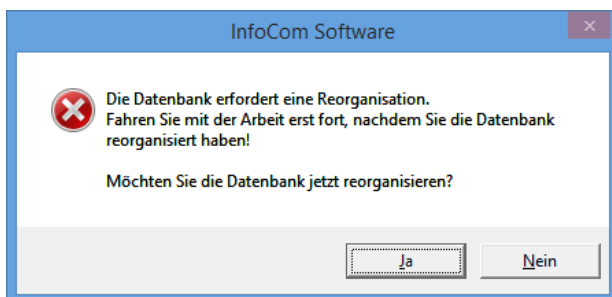 InfoCom Software
Die Datenbank erfordert eine Reorganisation.
Fahren Sie mit der Arbeit erst fort, nachdem Sie die Datenbank
reorganisiert haben!
Möchten Sie die Datenbank jetzt reorganisieren?
Ja
Nein